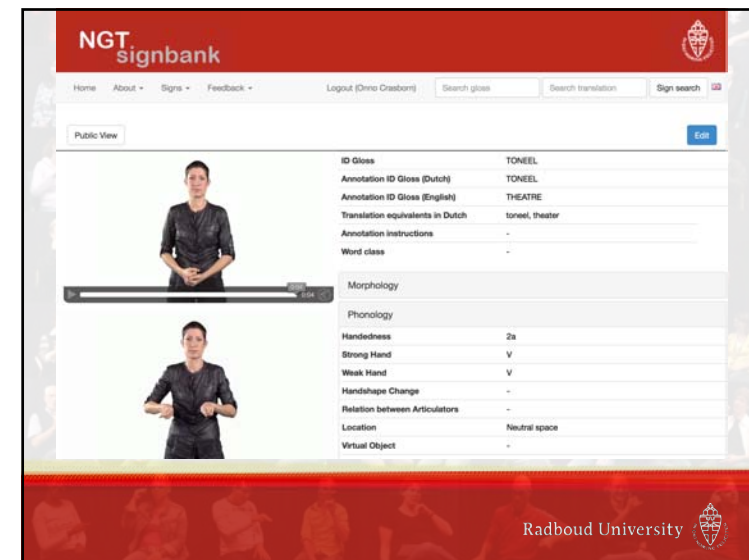 NGT
signbank
Home About Signs Feedback Logout (Onno Crasborn) Search gloss Search translation Sign search
Public View Edit
ID Gloss TONEEL
Annotation ID Gloss (Dutch) TONEEL
Annotation ID Gloss (English) THEATRE
Translation equivalents in Dutch toneel, theater
Annotation instructions -
Word class -
Morphology
Phonology
Handedness 2a
Strong Hand V
Weak Hand V
Handshape Change -
Relation between Articulators -
Location Neutral space
Virtual Object -
Radboud University